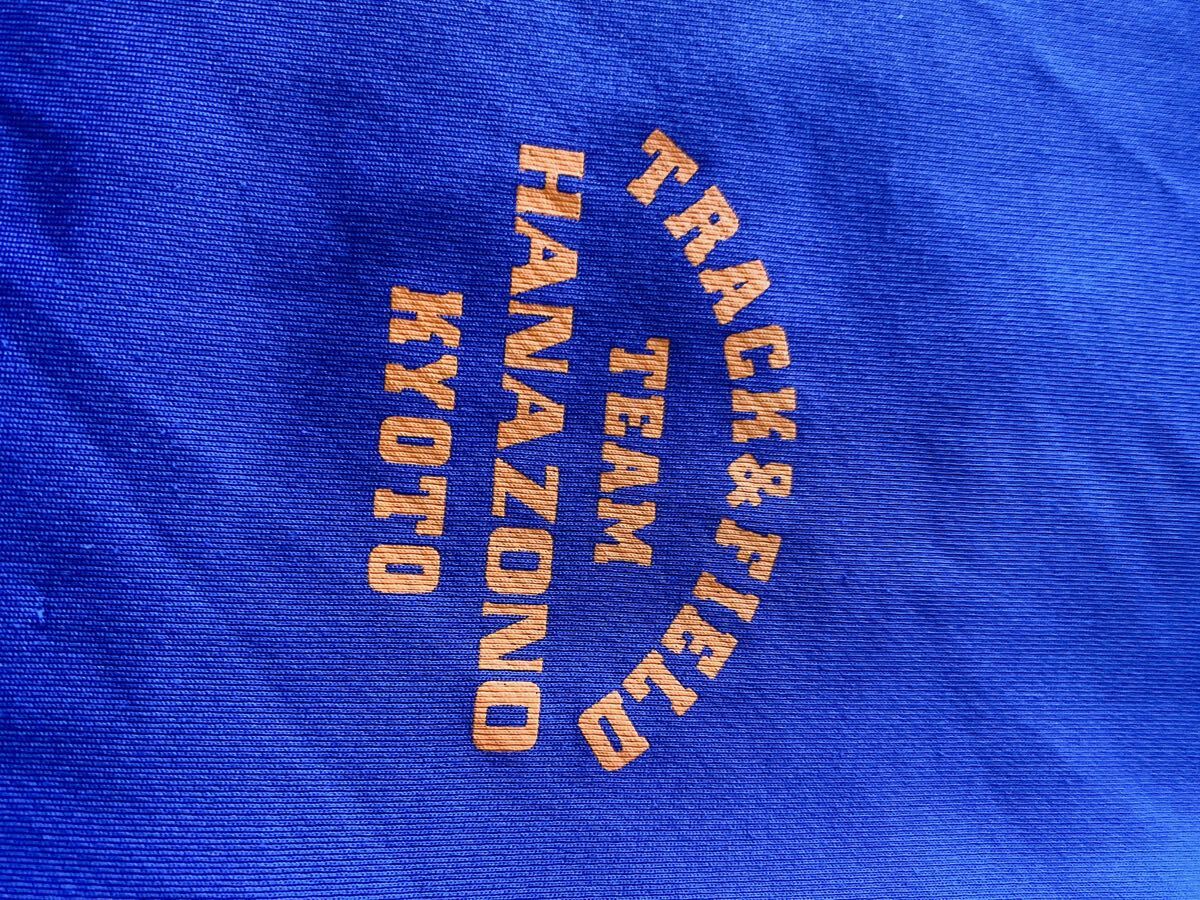 TRACK & FIELD
TEAM
HANAZONO
KYOTO